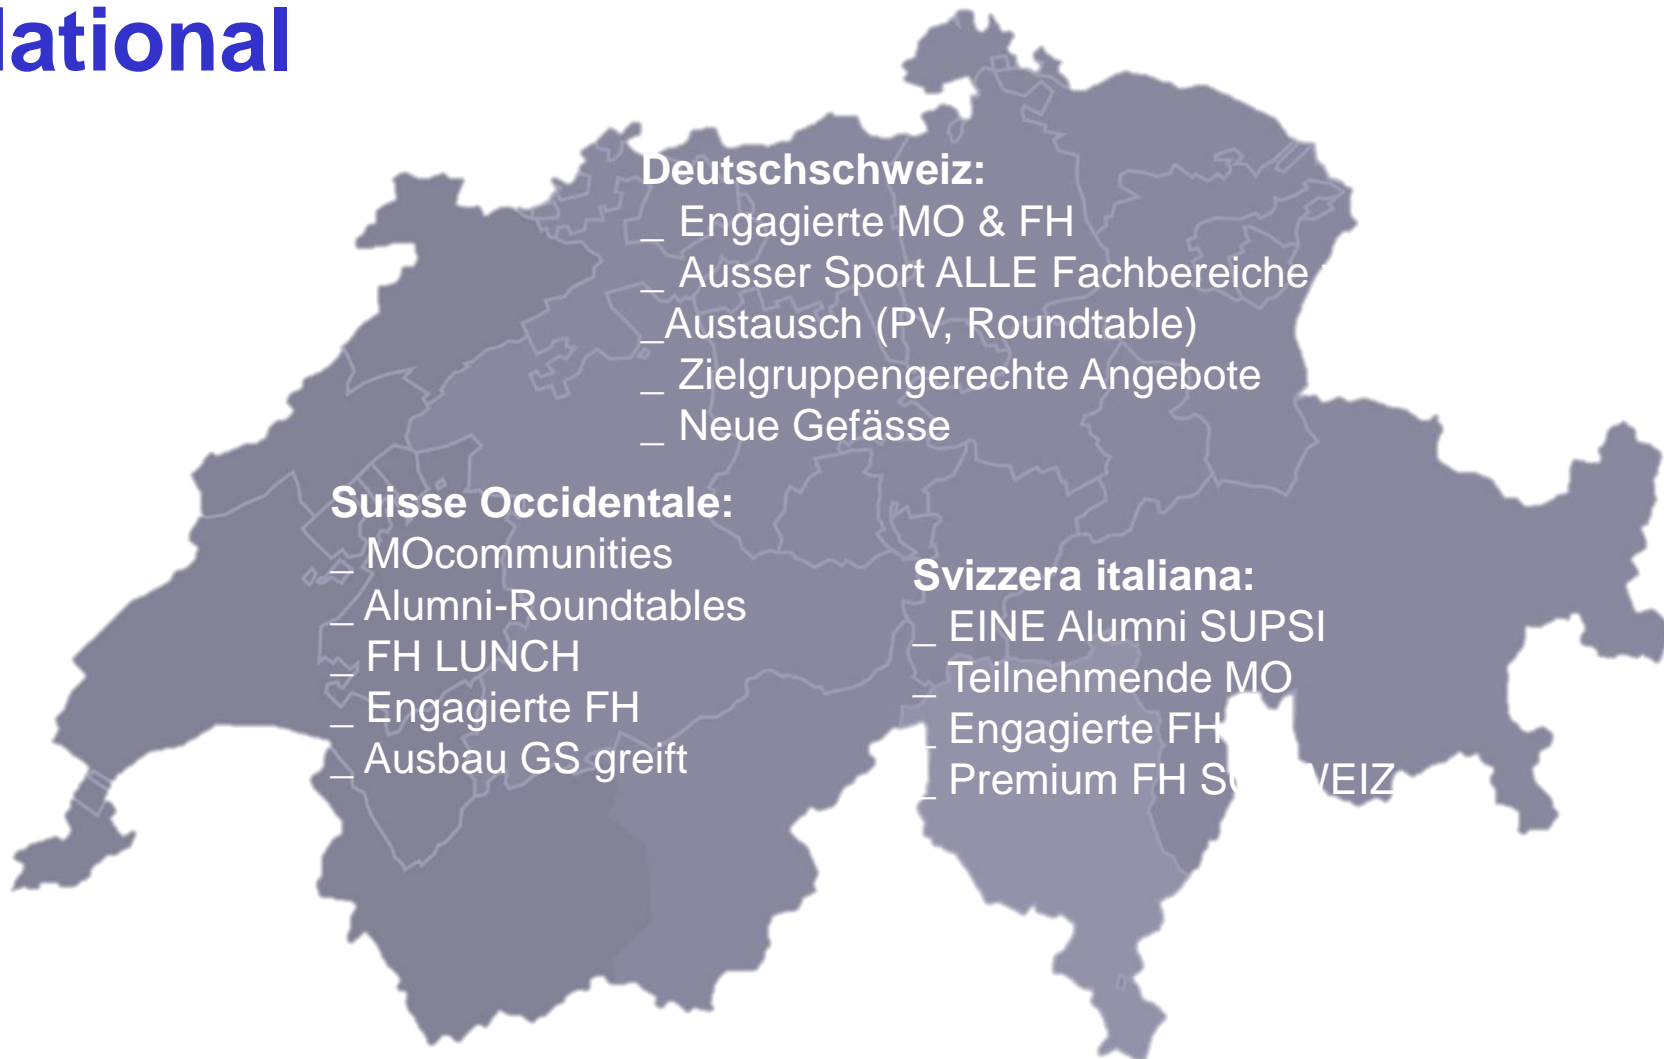 National
Deutschschweiz:
_ Engagierte MO & FH
_ Ausser Sport ALLE Fachbereiche
_Austausch (PV, Roundtable)
_ Zielgruppengerechte Angebote
_ Neue Gefässe
Suisse Occidentale:
_ MOcommunities
_ Alumni-Roundtables
_ FH LUNCH
_ Engagierte FH
_ Ausbau GS greift
Svizzera italiana:
_ EINE Alumni SUPSI
_ Teilnehmende MO
_ Engagierte FH
_ Premium FH SCHWEIZ